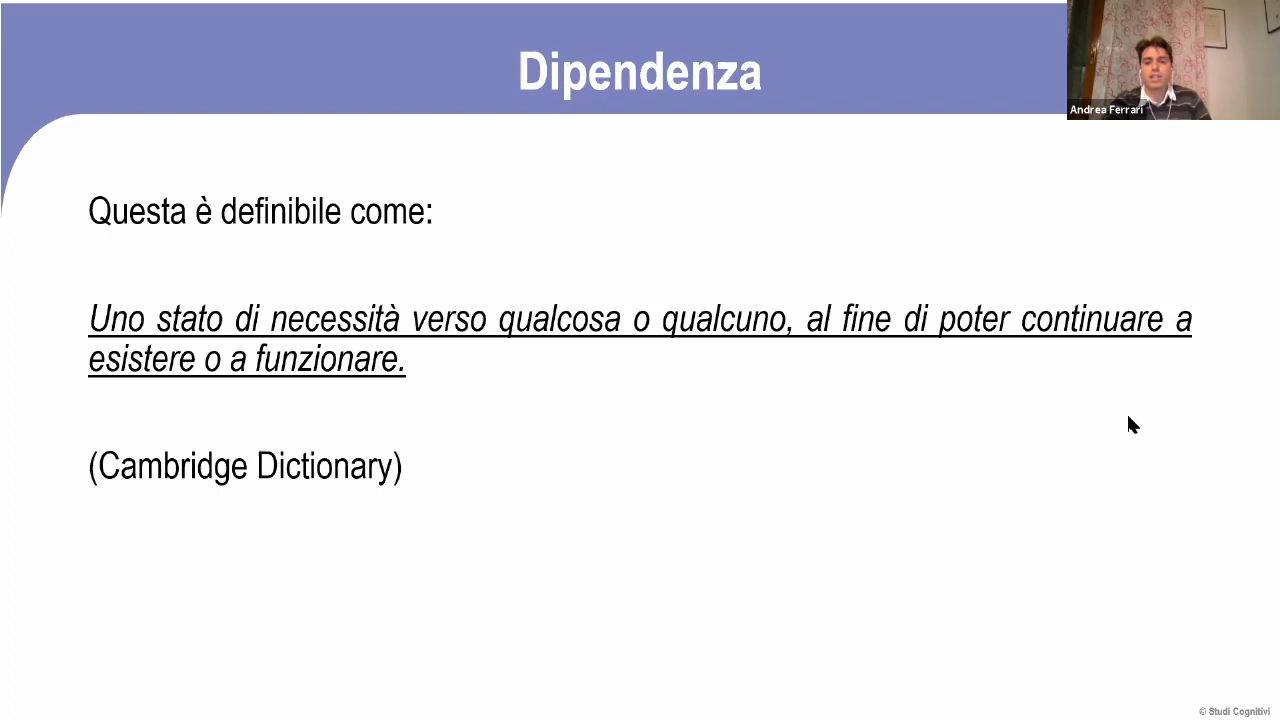 Dipendenza
Andrea Ferrari
Questa è definibile come:
Uno stato di necessità verso qualcosa o qualcuno, al fine di poter continuare a
esistere o a funzionare.
(Cambridge Dictionary)
© Studi Cognitivi